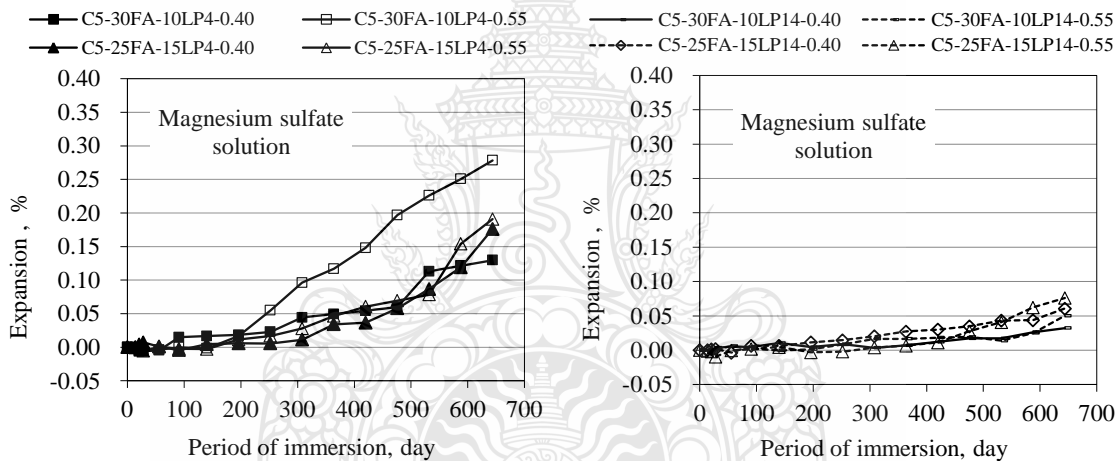 C5-30FA-10LP4-0.40 C5-30FA-10LP4-0.55
C5-25FA-15LP4-0.40 C5-25FA-15LP4-0.55
0.40
0.35
0.30
0.25
0.20
0.15
0.10
0.05
0.00
-0.05
Expansion , %
Magnesium sulfate
solution
0 100 200 300 400 500 600 700
Period of immersion, day
C5-30FA-10LP14-0.40 C5-30FA-10LP14-0.55
C5-25FA-15LP14-0.40 C5-25FA-15LP14-0.55
0.40
0.35
0.30
0.25
0.20
0.15
0.10
0.05
0.00
-0.05
Expansion , %
Magnesium sulfate
solution
0 100 200 300 400 500 600 700
Period of immersion, day